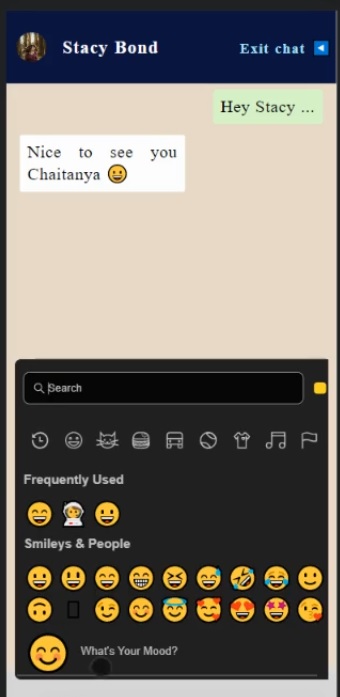 Stacy Bond
Exit chat
Hey Stacy ...
Nice to see you
Chaitanya 😀
Search
Frequently Used
Smileys & People
What's Your Mood?